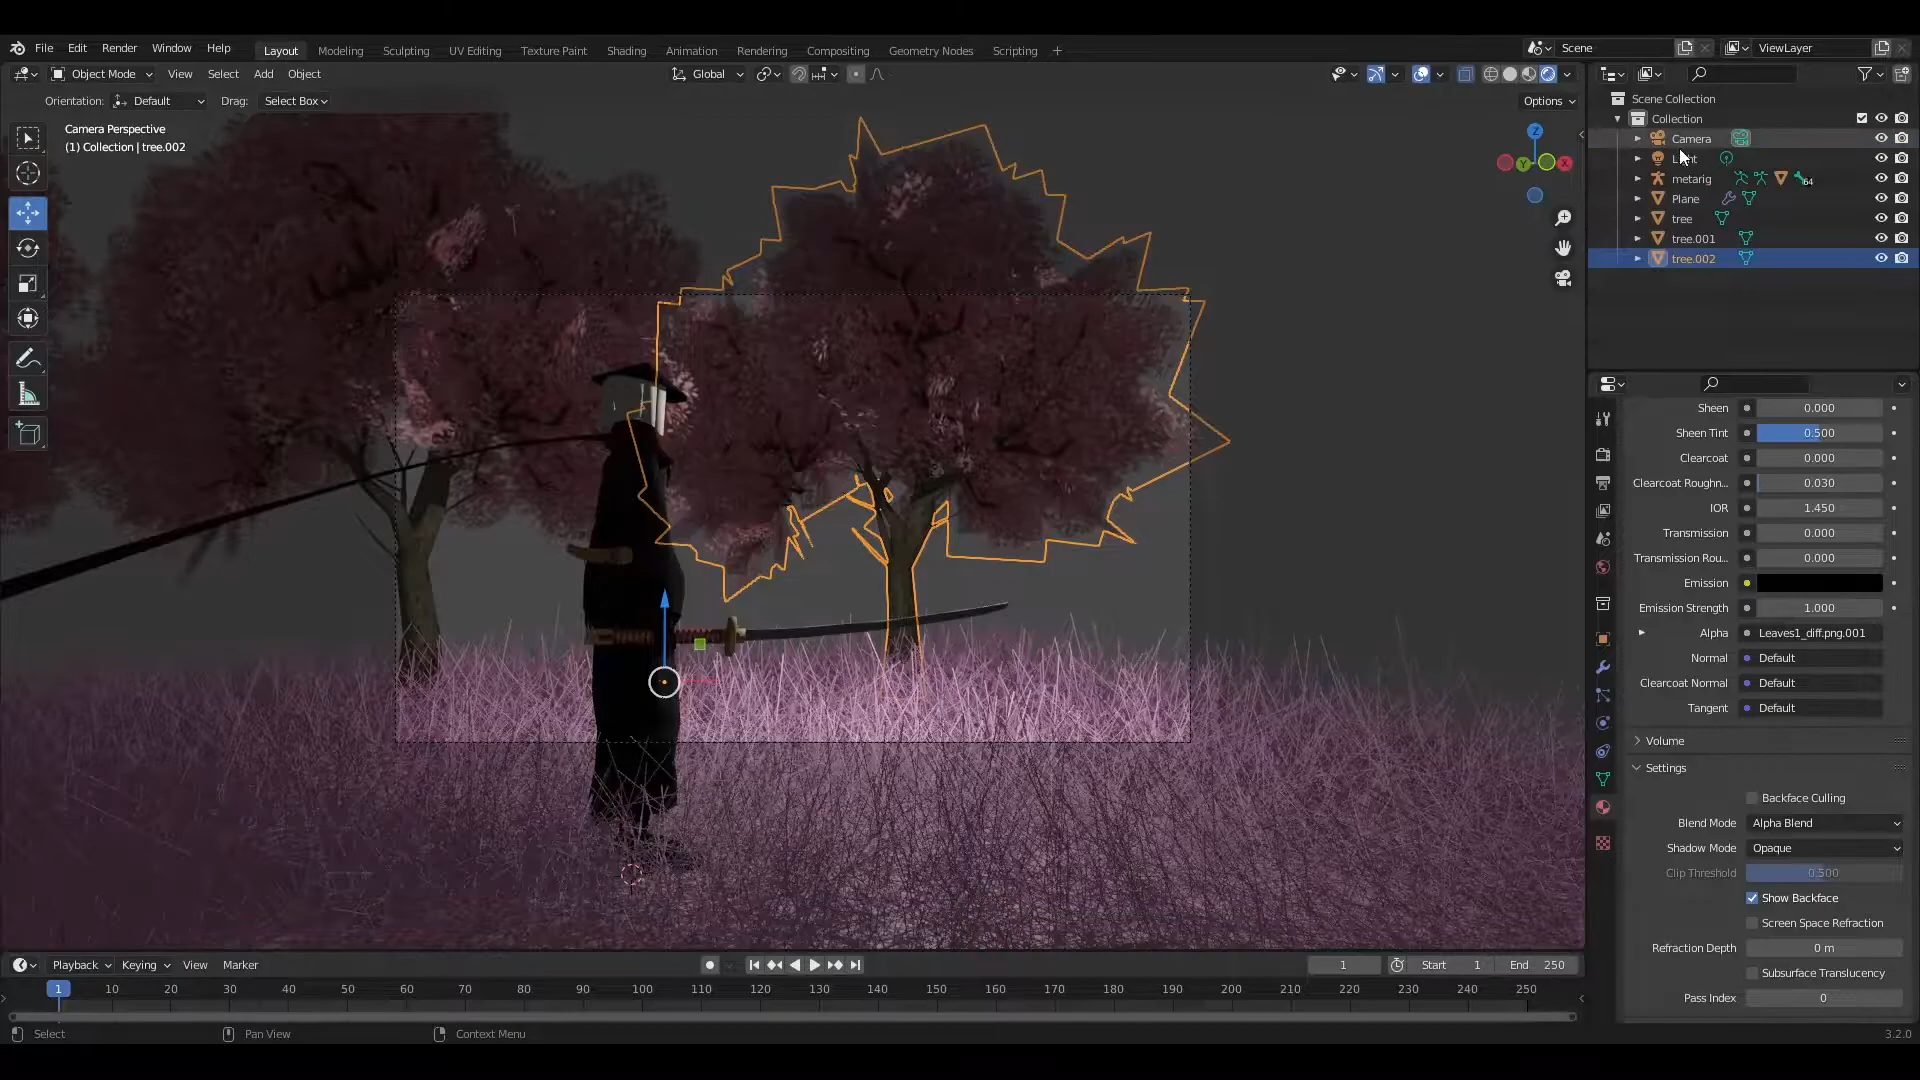 File Edit Render Window Help Layout Modeling Sculpting UV Editing Texture Paint Shading Animation Rendering Compositing Geometry Nodes Scripting + Scene ViewLayer
Object Mode View Select Add Object Global
Orientation: Default Drag: Select Box Options
Camera Perspective
(1) Collection | tree.002
Z
Y
X
Scene Collection
Collection
Camera
metarig 64
Plane
tree
tree.001
tree.002
Sheen 0.000
Sheen Tint 0.500
Clearcoat 0.000
Clearcoat Roughn... 0.030
IOR 1.450
Transmission 0.000
Transmission Rou... 0.000
Emission
Emission Strength 1.000
Alpha Leaves1_diff.png.001
Normal Default
Clearcoat Normal Default
Tangent Default
Volume
Settings
Backface Culling
Blend Mode Alpha Blend
Shadow Mode Opaque
Clip Threshold 0.500
Show Backface
Screen Space Refraction
Refraction Depth 0 m
Subsurface Translucency
Pass Index 0
Playback Keying View Marker 1 Start 1 End 250
1 10 20 30 40 50 60 70 80 90 100 110 120 130 140 150 160 170 180 190 200 210 220 230 240 250
Select Pan View Context Menu 3.2.0